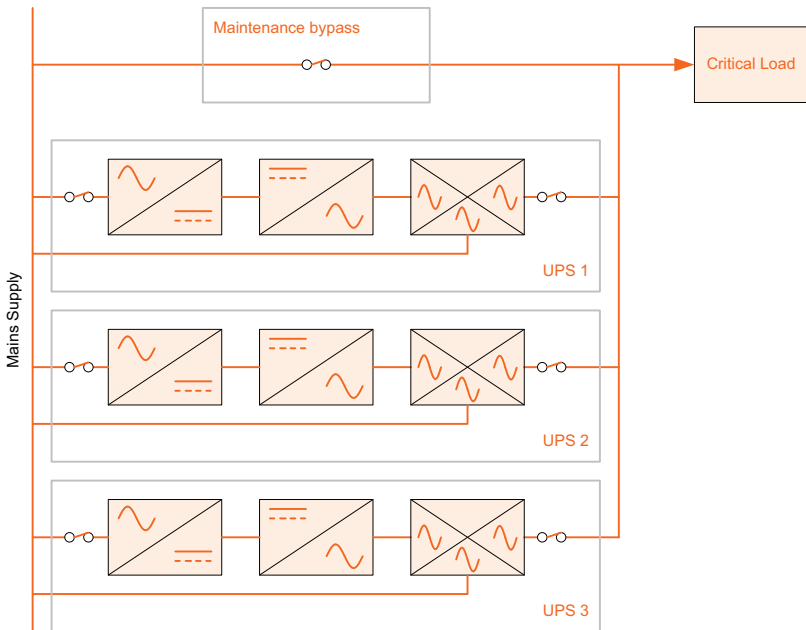 Maintenance bypass
Critical Load
UPS 1
Mains Supply
UPS 2
UPS 3